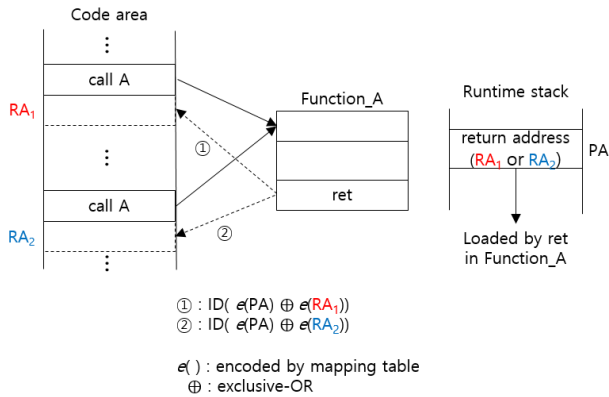 Code area
⋮
call A
RA₁
⋮
call A
RA₂
⋮
①
②
Function_A
ret
Runtime stack
return address
(RA₁ or RA₂)
PA
Loaded by ret
in Function_A
① : ID( e(PA) ⊕ e(RA₁))
② : ID( e(PA) ⊕ e(RA₂))
e( ) : encoded by mapping table
⊕ : exclusive-OR